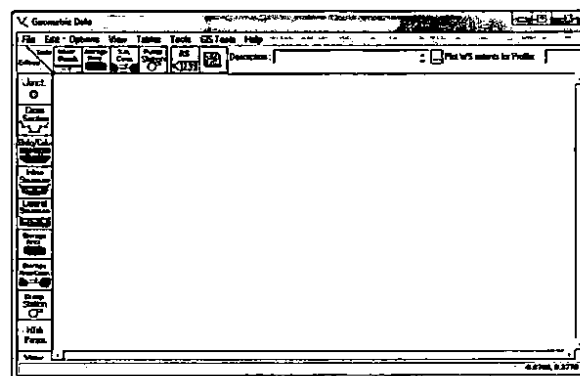 Geometric Data
File Edit Options View Tables Tools GIS Tools Help
Tools River Reach Storage Area S.A. Conn. Pump Station RS Description : Plot WS extents for Profile:
Editors
Junct.
Cross Section
Brdg/Culv
Inline Structure
Lateral Structure
Storage Area
Storage Area Conn.
Pump Station
HTab Param.
View